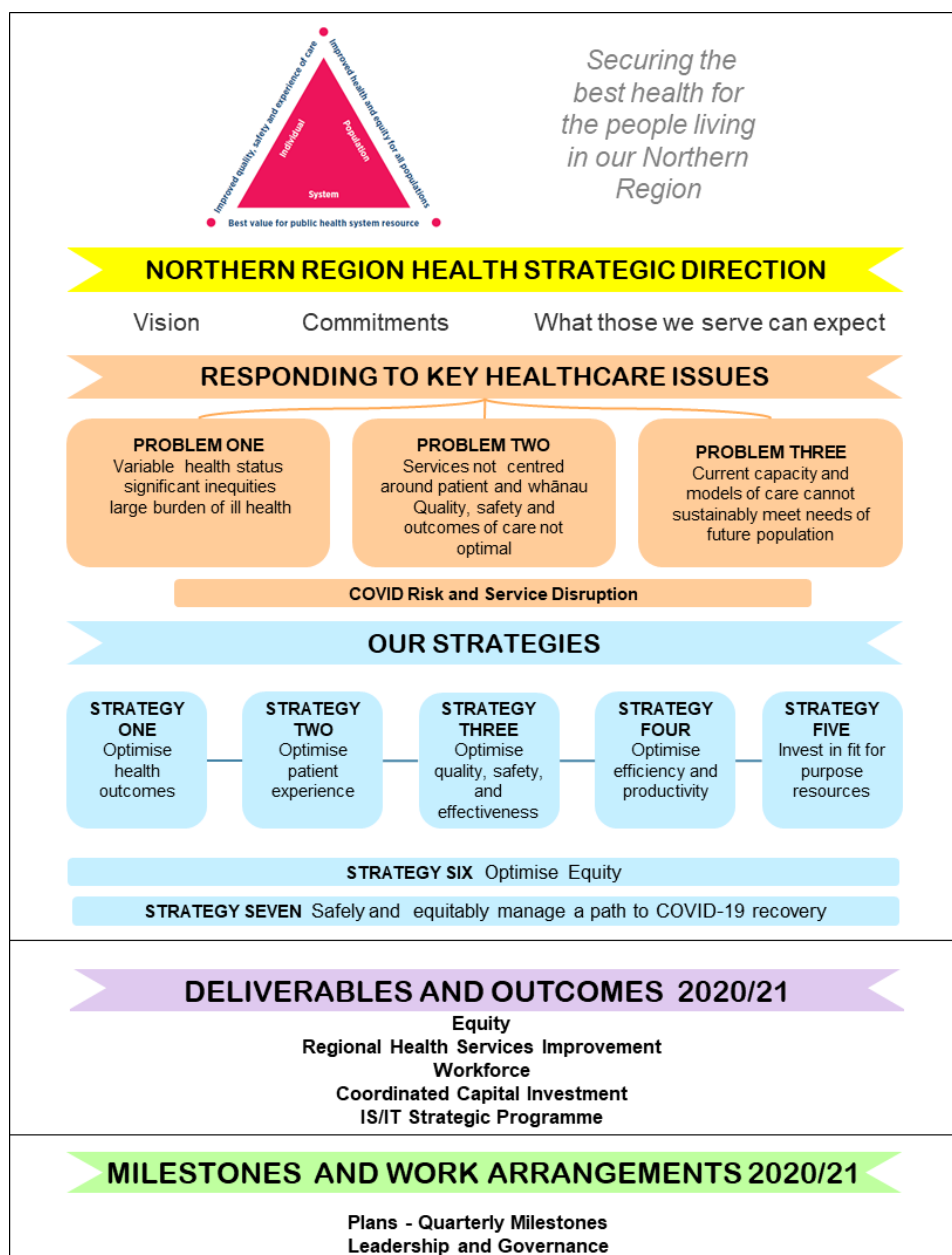 Improved quality, safety and experience of care
Improved health and equity for all populations
Individual
Population
System
Best value for public health system resource
Securing the
best health for
the people living
in our Northern
Region
NORTHERN REGION HEALTH STRATEGIC DIRECTION
Vision
Commitments
What those we serve can expect
RESPONDING TO KEY HEALTHCARE ISSUES
PROBLEM ONE
Variable health status
significant inequities
large burden of ill health
PROBLEM TWO
Services not centred
around patient and whānau
Quality, safety and
outcomes of care not
optimal
PROBLEM THREE
Current capacity and
models of care cannot
sustainably meet needs of
future population
COVID Risk and Service Disruption
OUR STRATEGIES
STRATEGY
ONE
Optimise
health
outcomes
STRATEGY
TWO
Optimise
patient
experience
STRATEGY
THREE
Optimise
quality, safety,
and
effectiveness
STRATEGY
FOUR
Optimise
efficiency and
productivity
STRATEGY
FIVE
Invest in fit for
purpose
resources
STRATEGY SIX Optimise Equity
STRATEGY SEVEN Safely and equitably manage a path to COVID-19 recovery
DELIVERABLES AND OUTCOMES 2020/21
Equity
Regional Health Services Improvement
Workforce
Coordinated Capital Investment
IS/IT Strategic Programme
MILESTONES AND WORK ARRANGEMENTS 2020/21
Plans - Quarterly Milestones
Leadership and Governance